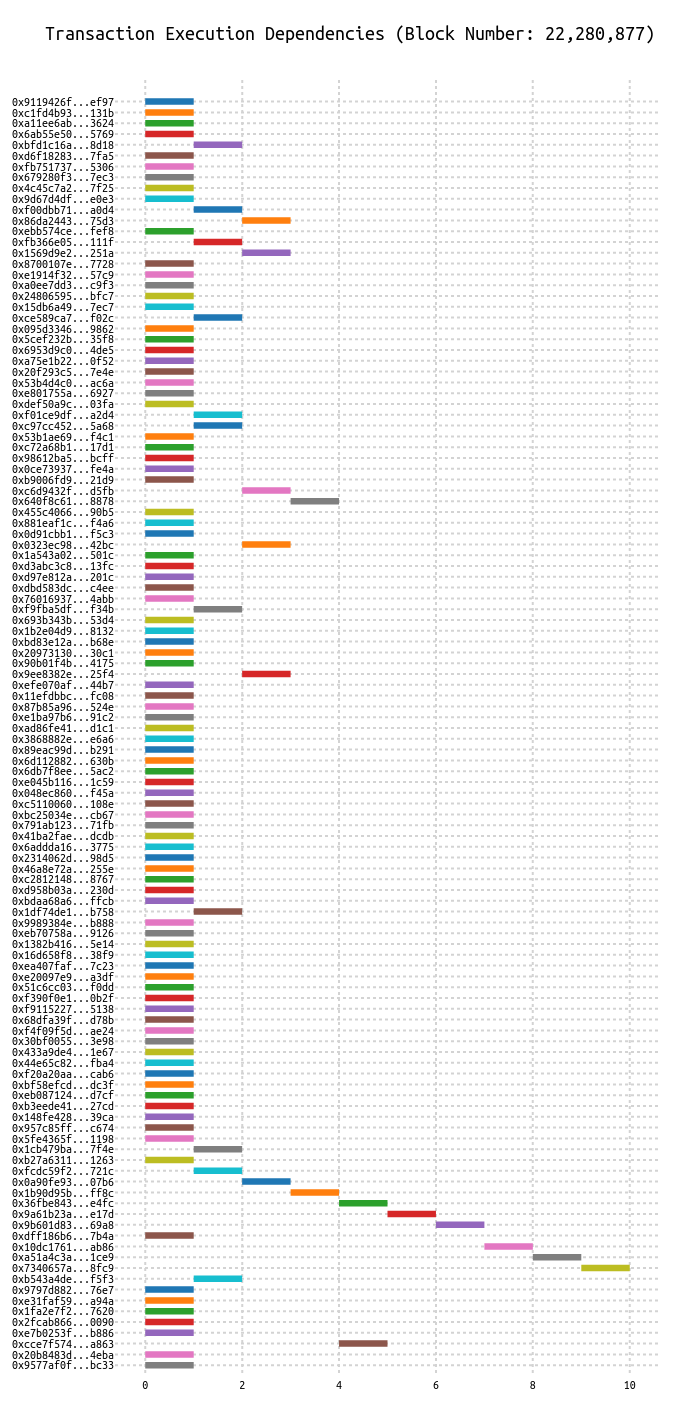 Transaction Execution Dependencies (Block Number: 22,280,877)
0x9119426f...ef97
0xc1fd4b93...131b
0xa11ee6ab...3624
0x6ab55e50...5769
0xbfd1c16a...8d18
0xd6f18283...7fa5
0xfb751737...5306
0x679280f3...7ec3
0x4c45c7a2...7f25
0x9d67d4df...e0e3
0xf00dbb71...a0d4
0x86da2443...75d3
0xebb574ce...fef8
0xfb366e05...111f
0x1569d9e2...251a
0x8700107e...7728
0xe1914f32...57c9
0xa0ee7dd3...c9f3
0x24806595...bfc7
0x15db6a49...7ec7
0xce589ca7...f02c
0x095d3346...9862
0x5cef232b...35f8
0x6953d9c0...4de5
0xa75e1b22...0f52
0x20f293c5...7e4e
0x53b4d4c0...ac6a
0xe801755a...6927
0xdef50a9c...03fa
0xf01ce9df...a2d4
0xc97cc452...5a68
0x53b1ae69...f4c1
0xc72a68b1...17d1
0x98612ba5...bcff
0x0ce73937...fe4a
0xb9006fd9...21d9
0xc6d9432f...d5fb
0x640f8c61...8878
0x455c4066...90b5
0x881eaf1c...f4a6
0x0d91cbb1...f5c3
0x0323ec98...42bc
0x1a543a02...501c
0xd3abc3c8...13fc
0xd97e812a...201c
0xdbd583dc...c4ee
0x76016937...4abb
0xf9fba5df...f34b
0x693b343b...53d4
0x1b2e04d9...8132
0xbd83e12a...b68e
0x20973130...30c1
0x90b01f4b...4175
0x9ee8382e...25f4
0xefe070af...44b7
0x11efdbbc...fc08
0x87b85a96...524e
0xe1ba97b6...91c2
0xad86fe41...d1c1
0x3868882e...e6a6
0x89eac99d...b291
0x6d112882...630b
0x6db7f8ee...5ac2
0xe045b116...1c59
0x048ec860...f45a
0xc5110060...108e
0xbc25034e...cb67
0x791ab123...71fb
0x41ba2fae...dcdb
0x6addda16...3775
0x2314062d...98d5
0x46a8e72a...255e
0xc2812148...8767
0xd958b03a...230d
0xbdaa68a6...ffcb
0x1df74de1...b758
0x9989384e...b888
0xeb70758a...9126
0x1382b416...5e14
0x16d658f8...38f9
0xea407faf...7c23
0xe20097e9...a3df
0x51c6cc03...f0dd
0xf390f0e1...0b2f
0xf9115227...5138
0x68dfa39f...d78b
0xf4f09f5d...ae24
0x30bf0055...3e98
0x433a9de4...1e67
0x44e65c82...fba4
0xf20a20aa...cab6
0xbf58efcd...dc3f
0xeb087124...d7cf
0xb3eede41...27cd
0x148fe428...39ca
0x957c85ff...c674
0x5fe4365f...1198
0x1cb479ba...7f4e
0xb27a6311...1263
0xfcdc59f2...721c
0x0a90fe93...07b6
0x1b90d95b...ff8c
0x36fbe843...e4fc
0x9a61b23a...e17d
0x9b601d83...69a8
0xdff186b6...7b4a
0x10dc1761...ab86
0xa51a4c3a...1ce9
0x7340657a...8fc9
0xb543a4de...f5f3
0x9797d882...76e7
0xe31faf59...a94a
0x1fa2e7f2...7620
0x2fcab866...0090
0xe7b0253f...b886
0xcce7f574...a863
0x20b8483d...4eba
0x9577af0f...bc33
0 2 4 6 8 10